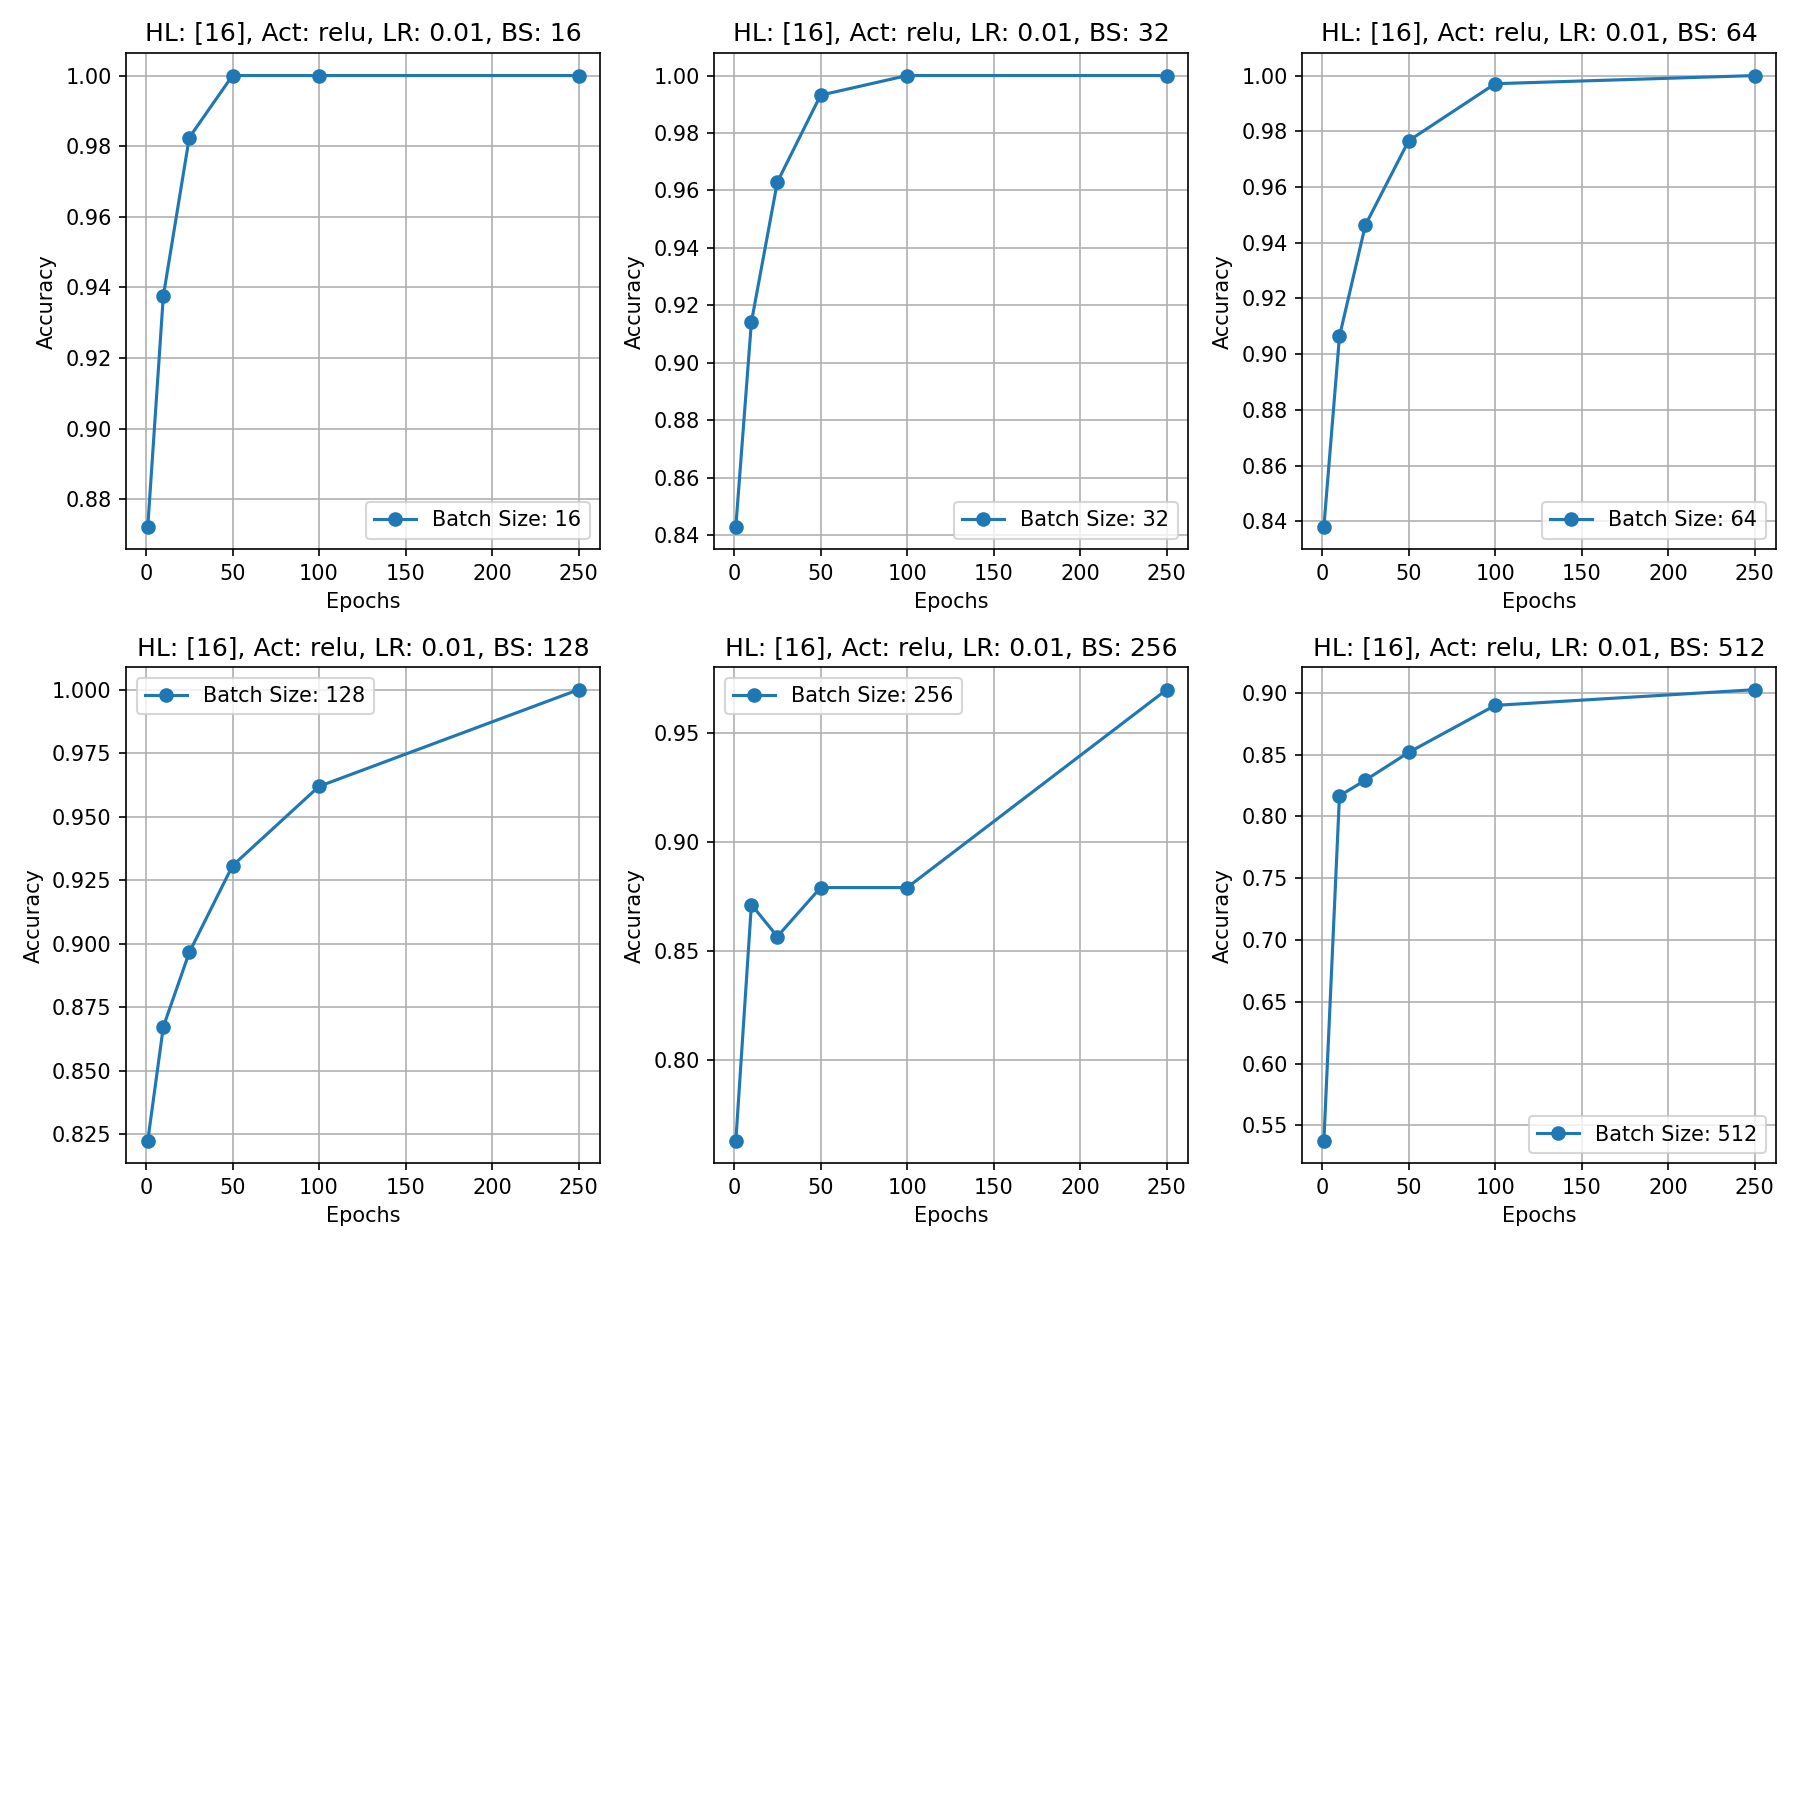 HL: [16], Act: relu, LR: 0.01, BS: 16
1.00
0.98
0.96
0.94
0.92
0.90
0.88
Accuracy
Batch Size: 16
0 50 100 150 200 250
Epochs
HL: [16], Act: relu, LR: 0.01, BS: 32
1.00
0.98
0.96
0.94
0.92
0.90
0.88
0.86
0.84
Accuracy
Batch Size: 32
0 50 100 150 200 250
Epochs
HL: [16], Act: relu, LR: 0.01, BS: 64
1.00
0.98
0.96
0.94
0.92
0.90
0.88
0.86
0.84
Accuracy
Batch Size: 64
0 50 100 150 200 250
Epochs
HL: [16], Act: relu, LR: 0.01, BS: 128
Batch Size: 128
1.000
0.975
0.950
0.925
0.900
0.875
0.850
0.825
Accuracy
0 50 100 150 200 250
Epochs
HL: [16], Act: relu, LR: 0.01, BS: 256
Batch Size: 256
0.95
0.90
0.85
0.80
Accuracy
0 50 100 150 200 250
Epochs
HL: [16], Act: relu, LR: 0.01, BS: 512
0.90
0.85
0.80
0.75
0.70
0.65
0.60
0.55
Accuracy
Batch Size: 512
0 50 100 150 200 250
Epochs